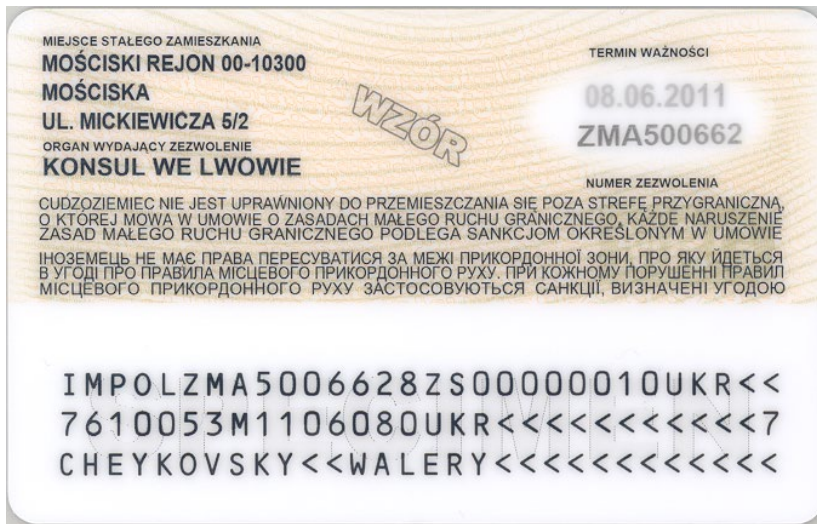 MIEJSCE STAŁEGO ZAMIESZKANIA
MOŚCISKI REJON 00-10300
MOŚCISKA
UL. MICKIEWICZA 5/2
ORGAN WYDAJĄCY ZEZWOLENIE
KONSUL WE LWOWIE
WZÓR
TERMIN WAŻNOŚCI
08.06.2011
ZMA500662
NUMER ZEZWOLENIA
CUDZOZIEMIEC NIE JEST UPRAWNIONY DO PRZEMIESZCZANIA SIĘ POZA STREFĘ PRZYGRANICZNĄ,
O KTÓREJ MOWA W UMOWIE O ZASADACH MAŁEGO RUCHU GRANICZNEGO, KAŻDE NARUSZENIE
ZASAD MAŁEGO RUCHU GRANICZNEGO PODLEGA SANKCJOM OKREŚLONYM W UMOWIE
ІНОЗЕМЕЦЬ НЕ МАЄ ПРАВА ПЕРЕСУВАТИСЯ ЗА МЕЖІ ПРИКОРДОННОЇ ЗОНИ, ПРО ЯКУ ЙДЕТЬСЯ
В УГОДІ ПРО ПРАВИЛА МІСЦЕВОГО ПРИКОРДОННОГО РУХУ. ПРИ КОЖНОМУ ПОРУШЕННІ ПРАВИЛ
МІСЦЕВОГО ПРИКОРДОННОГО РУХУ ЗАСТОСОВУЮТЬСЯ САНКЦІЇ, ВИЗНАЧЕНІ УГОДОЮ
SPECIMEN
IMPOLZMA5006628ZS00000010UKR<<
7610053M1106080UKR<<<<<<<<<<<7
CHEYKOVSKY<<WALERY<<<<<<<<<<<<